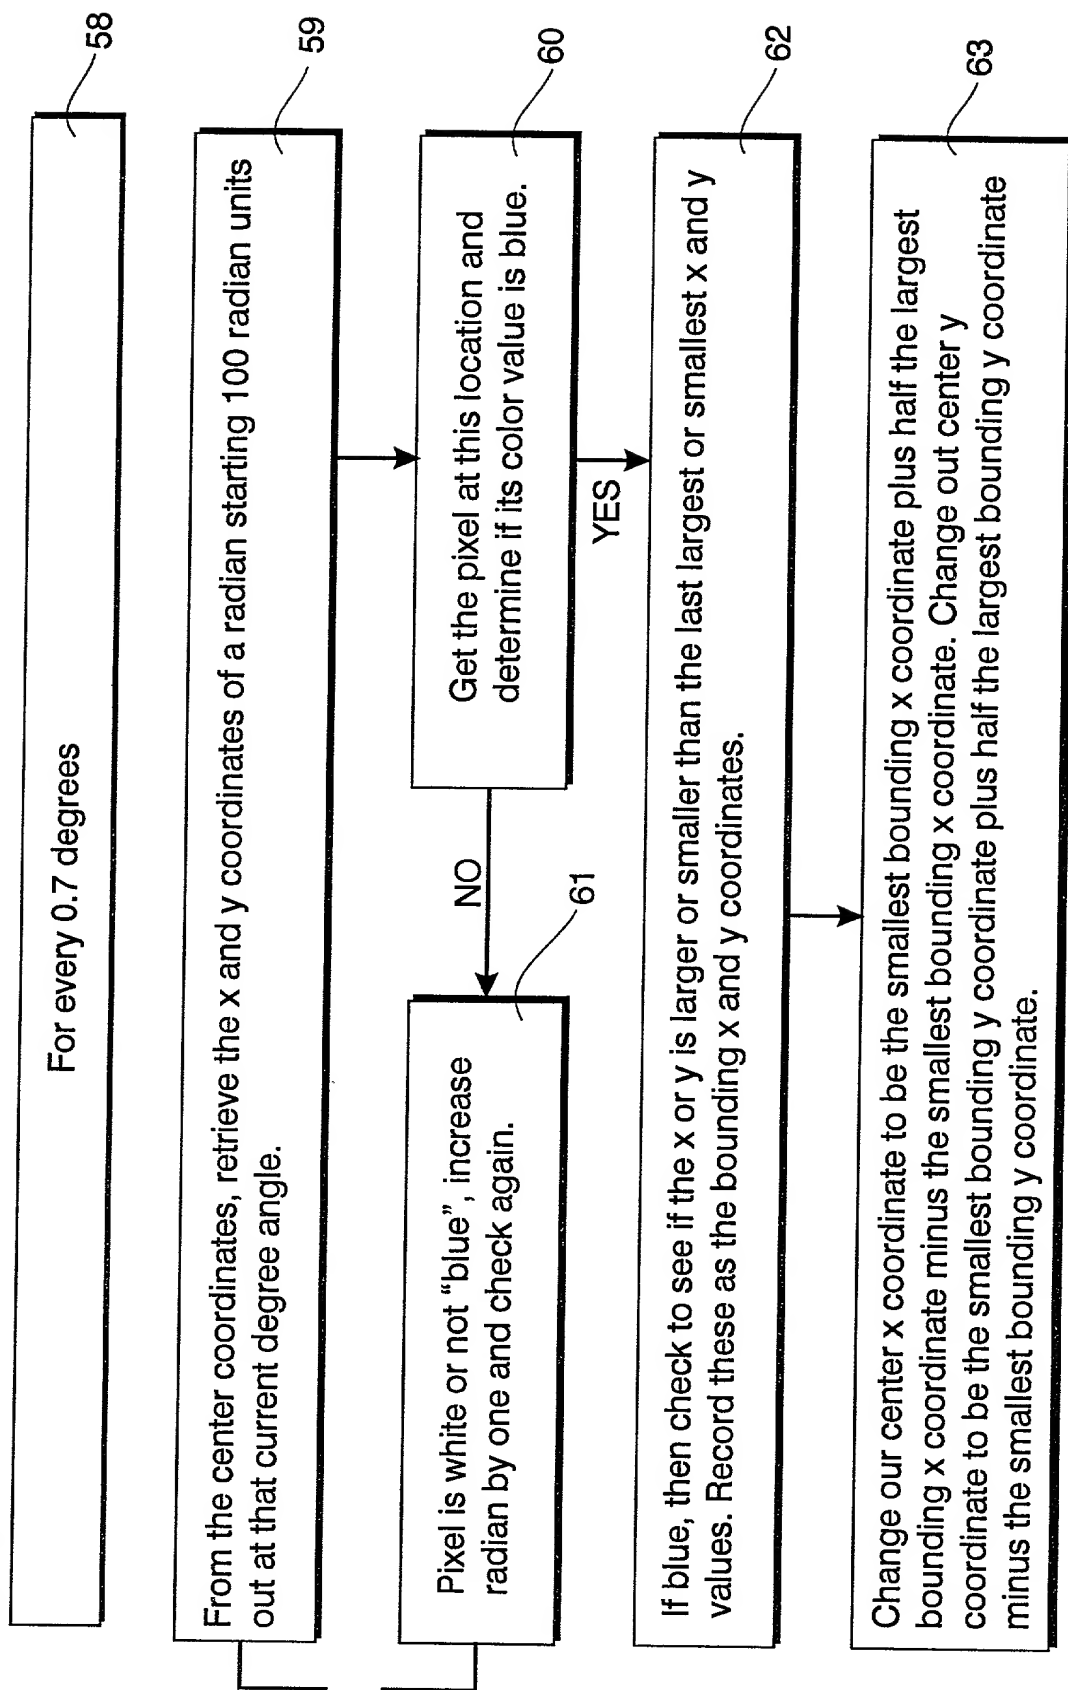 For every 0.7 degrees
58
From the center coordinates, retrieve the x and y coordinates of a radian starting 100 radian units
out at that current degree angle.
59
Get the pixel at this location and
determine if its color value is blue.
60
NO
YES
Pixel is white or not “blue”, increase
radian by one and check again.
61
If blue, then check to see if the x or y is larger or smaller than the last largest or smallest x and y
values. Record these as the bounding x and y coordinates.
62
Change our center x coordinate to be the smallest bounding x coordinate plus half the largest
bounding x coordinate minus the smallest bounding x coordinate. Change out center y
coordinate to be the smallest bounding y coordinate plus half the largest bounding y coordinate
minus the smallest bounding y coordinate.
63